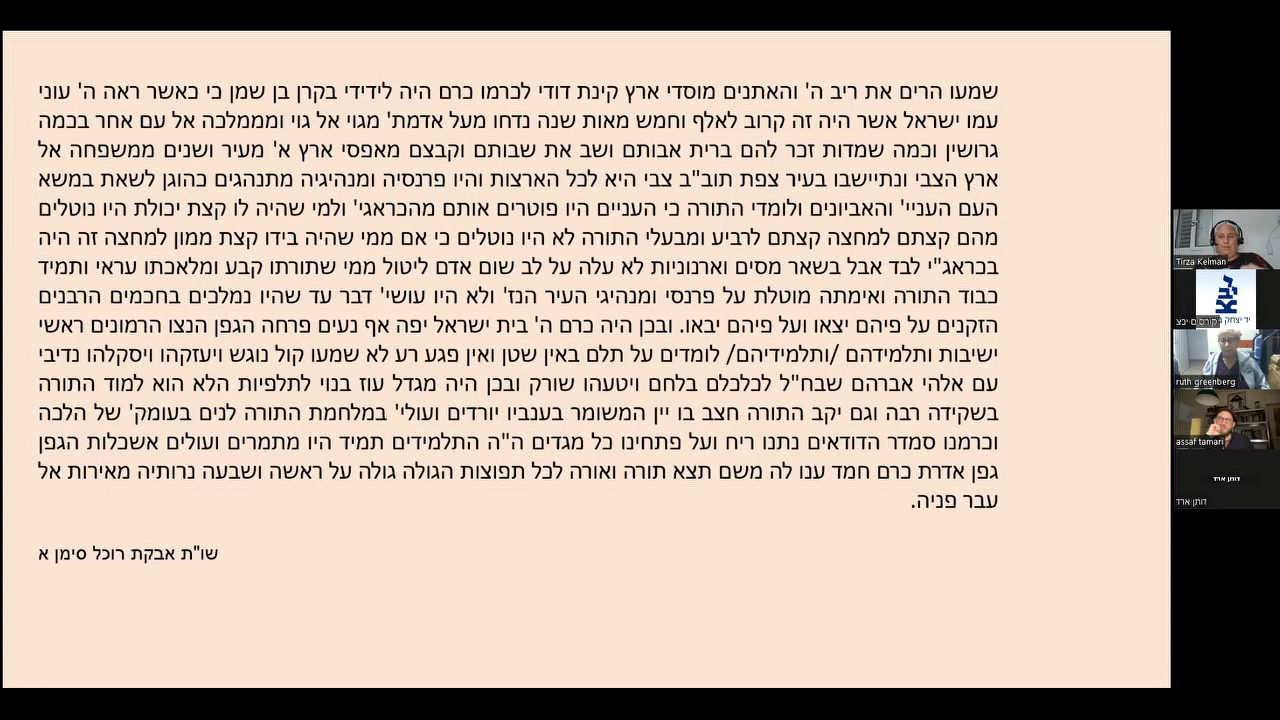 שמעו הרים את ריב ה' והאתנים מוסדי ארץ קינת דודי לכרמו כרם היה לידידי בקרן בן שמן כי כאשר ראה ה' עוני
עמו ישראל אשר היה זה קרוב לאלף וחמש מאות שנה נדחו מעל אדמת' מגוי אל גוי ומממלכה אל עם אחר בכמה
גרושין וכמה שמדות זכר להם ברית אבותם ושב את שבותם וקבצם מאפסי ארץ א' מעיר ושנים ממשפחה אל
ארץ הצבי ונתיישבו בעיר צפת תוב"ב צבי היא לכל הארצות והיו פרנסיה ומנהיגיה מתנהגים כהוגן לשאת במשא
העם העניי' והאביונים ולומדי התורה כי העניים היו פוטרים אותם מהכראגי' ולמי שהיה לו קצת יכולת היו נוטלים
מהם קצתם למחצה קצתם לרביע ומבעלי התורה לא היו נוטלים כי אם ממי שהיה בידו קצת ממון למחצה זה היה
בכראג"י לבד אבל בשאר מסים וארנוניות לא עלה על לב שום אדם ליטול ממי שתורתו קבע ומלאכתו עראי ותמיד
כבוד התורה ואימתה מוטלת על פרנסי ומנהיגי העיר הנז' ולא היו עושי' דבר עד שהיו נמלכים בחכמים הרבנים
הזקנים על פיהם יצאו ועל פיהם יבאו. ובכן היה כרם ה' בית ישראל יפה אף נעים פרחה הגפן הנצו הרמונים ראשי
ישיבות ותלמידהם /ותלמידיהם/ לומדים על תלם באין שטן ואין פגע רע לא שמעו קול נוגש ויעזקהו ויסקלהו נדיבי
עם אלהי אברהם שבח"ל לכלכלם בלחם ויטעהו שורק ובכן היה מגדל עוז בנוי לתלפיות הלא הוא למוד התורה
בשקידה רבה וגם יקב התורה חצב בו יין המשומר בענביו יורדים ועולי' במלחמת התורה לנים בעומק' של הלכה
וכרמנו סמדר הדודאים נתנו ריח ועל פתחינו כל מגדים ה"ה התלמידים תמיד היו מתמרים ועולים אשכלות הגפן
גפן אדרת כרם חמד ענו לה משם תצא תורה ואורה לכל תפוצות הגולה גולה על ראשה ושבעה נרותיה מאירות אל
עבר פניה.
שו"ת אבקת רוכל סימן א
Tirza Kelman
קורסים יבצ
ruth greenberg
assaf tamari
דותן ארד
דותן ארד